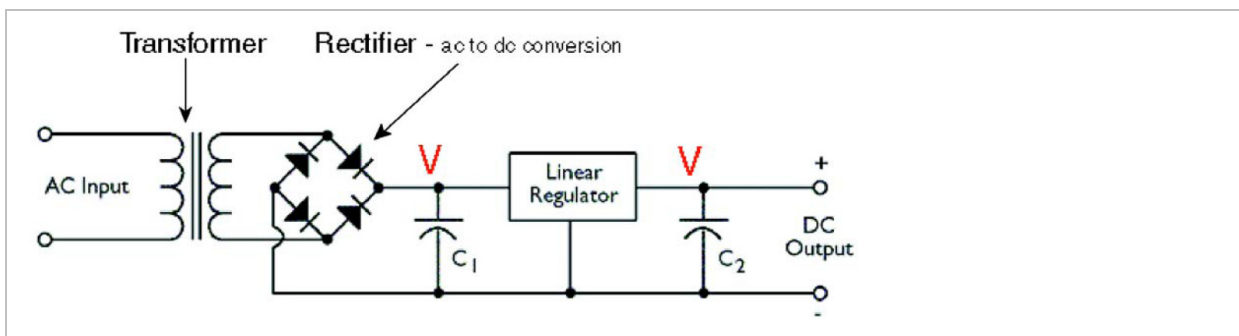 Transformer
Rectifier - ac to dc conversion
AC Input
V
Linear
Regulator
V
+
DC
Output
C1
C2
-